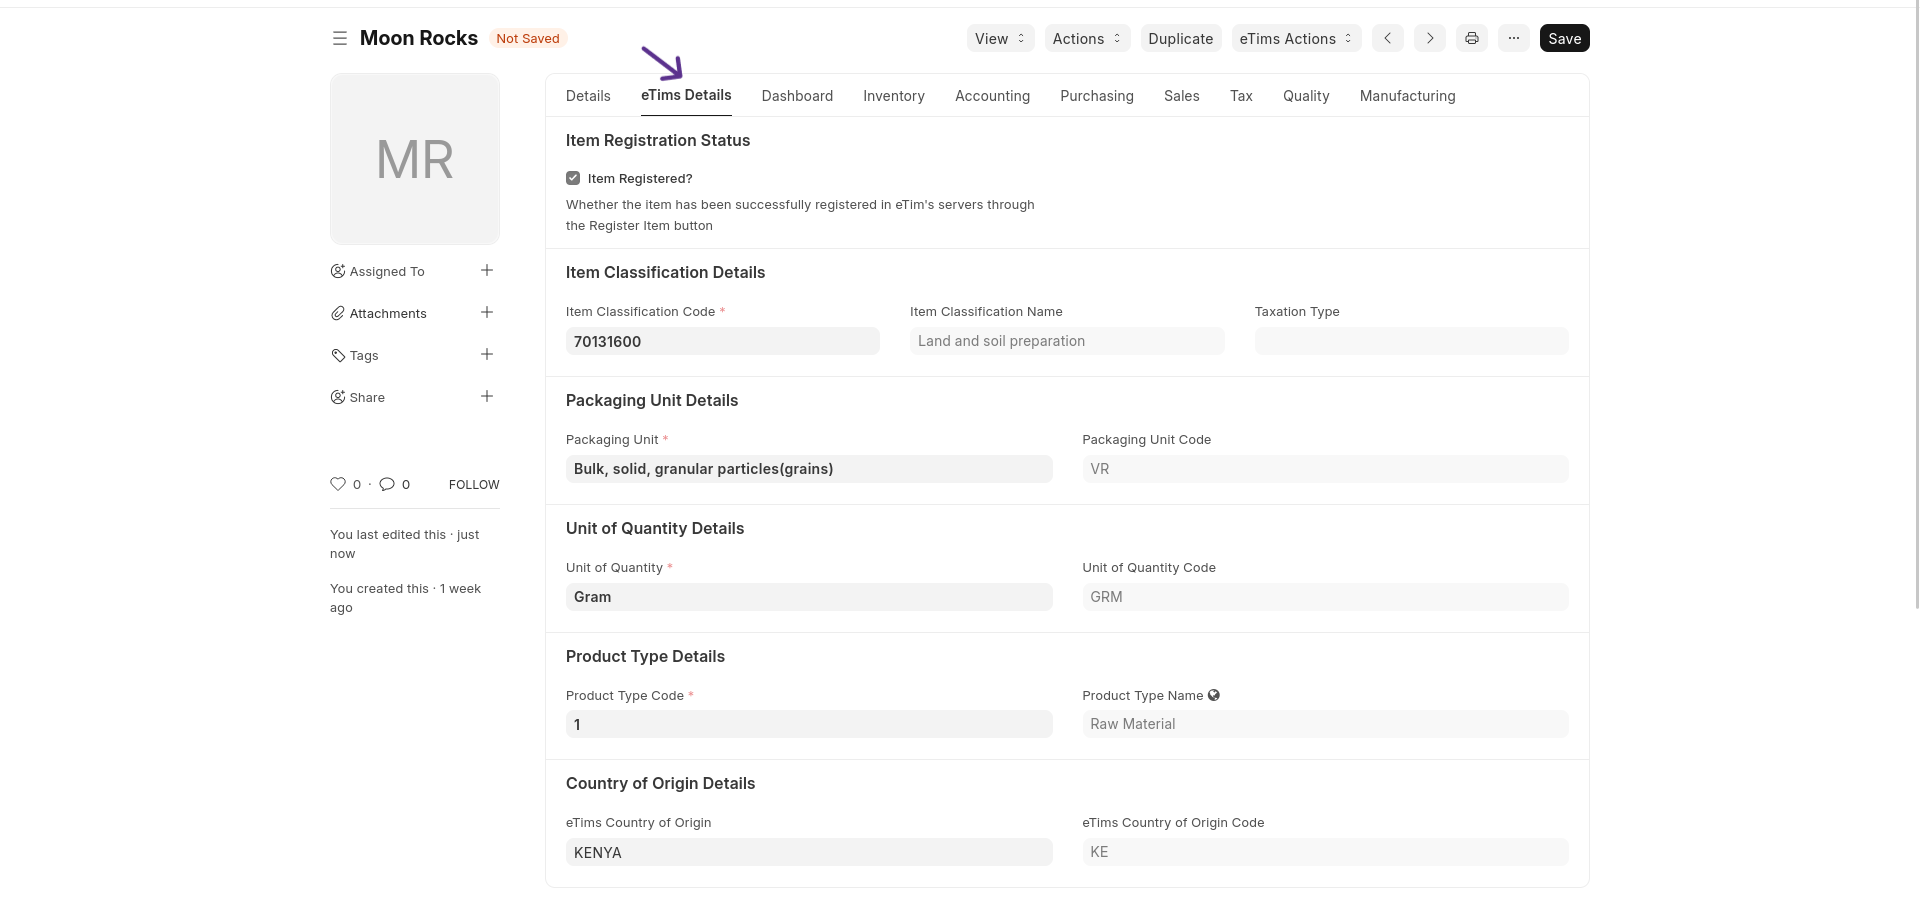 Moon Rocks
Not Saved
View
Actions
Duplicate
eTims Actions
Save
MR
Assigned To
Attachments
Tags
Share
0 · 0
FOLLOW
You last edited this · just
now
You created this · 1 week
ago
Details
eTims Details
Dashboard
Inventory
Accounting
Purchasing
Sales
Tax
Quality
Manufacturing
Item Registration Status
Item Registered?
Whether the item has been successfully registered in eTim's servers through
the Register Item button
Item Classification Details
Item Classification Code *
70131600
Item Classification Name
Land and soil preparation
Taxation Type
Packaging Unit Details
Packaging Unit *
Bulk, solid, granular particles(grains)
Packaging Unit Code
VR
Unit of Quantity Details
Unit of Quantity *
Gram
Unit of Quantity Code
GRM
Product Type Details
Product Type Code *
1
Product Type Name
Raw Material
Country of Origin Details
eTims Country of Origin
KENYA
eTims Country of Origin Code
KE